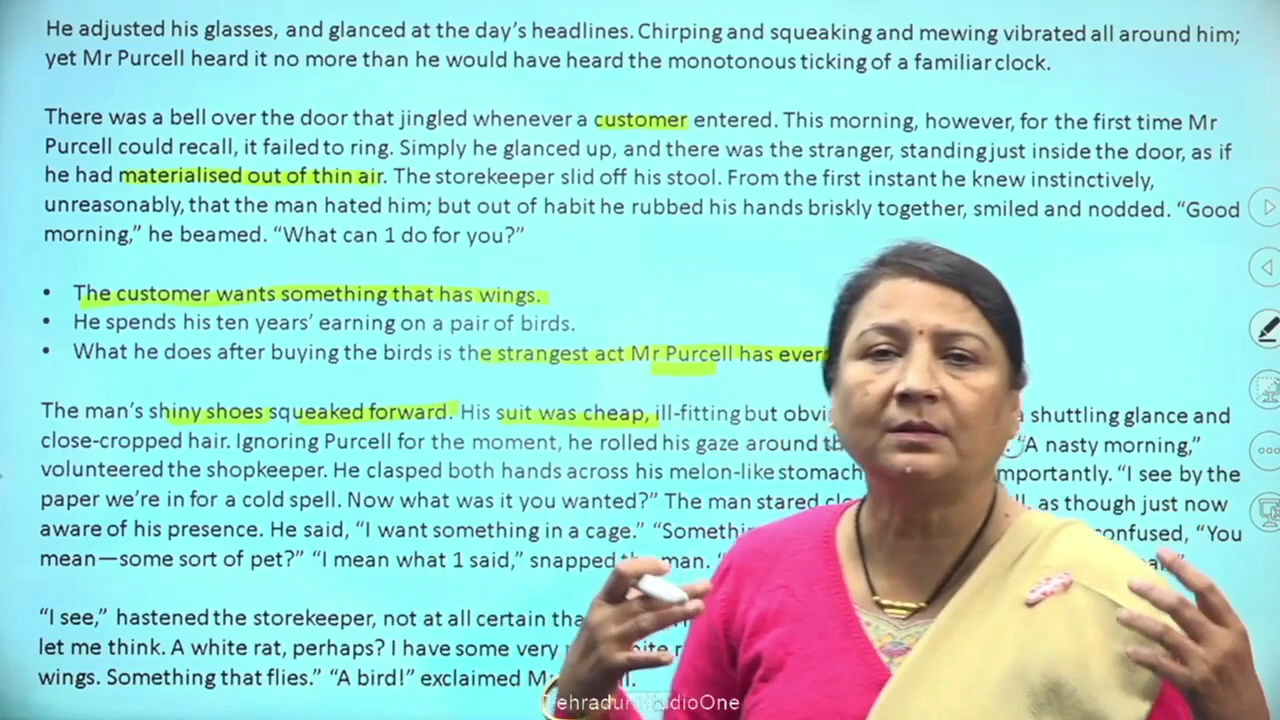 He adjusted his glasses, and glanced at the day’s headlines. Chirping and squeaking and mewing vibrated all around him;
yet Mr Purcell heard it no more than he would have heard the monotonous ticking of a familiar clock.
There was a bell over the door that jingled whenever a customer entered. This morning, however, for the first time Mr
Purcell could recall, it failed to ring. Simply he glanced up, and there was the stranger, standing just inside the door, as if
he had materialised out of thin air. The storekeeper slid off his stool. From the first instant he knew instinctively,
unreasonably, that the man hated him; but out of habit he rubbed his hands briskly together, smiled and nodded. “Good
morning,” he beamed. “What can 1 do for you?”
• The customer wants something that has wings.
• He spends his ten years’ earning on a pair of birds.
• What he does after buying the birds is the strangest act Mr Purcell has ever
The man’s shiny shoes squeaked forward. His suit was cheap, ill-fitting but shuttling glance and
close-cropped hair. Ignoring Purcell for the moment, he rolled his gaze around “A nasty morning,”
volunteered the shopkeeper. He clasped both hands across his melon-like stomach importantly. “I see by the
paper we’re in for a cold spell. Now what was it you wanted?” The man stared as though just now
aware of his presence. He said, “I want something in a cage.” confused, “You
mean—some sort of pet?” “I mean what 1 said,” snapped man.
“I see,” hastened the storekeeper, not at all certain
let me think. A white rat, perhaps? I have some very
wings. Something that flies.” “A bird!” exclaimed